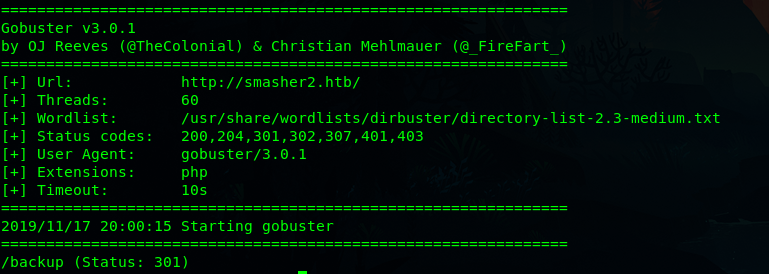 ===============================================================
Gobuster v3.0.1
by OJ Reeves (@TheColonial) & Christian Mehlmauer (@_FireFart_)
===============================================================
[+] Url:            http://smasher2.htb/
[+] Threads:        60
[+] Wordlist:       /usr/share/wordlists/dirbuster/directory-list-2.3-medium.txt
[+] Status codes:   200,204,301,302,307,401,403
[+] User Agent:     gobuster/3.0.1
[+] Extensions:     php
[+] Timeout:        10s
===============================================================
2019/11/17 20:00:15 Starting gobuster
===============================================================
/backup (Status: 301)